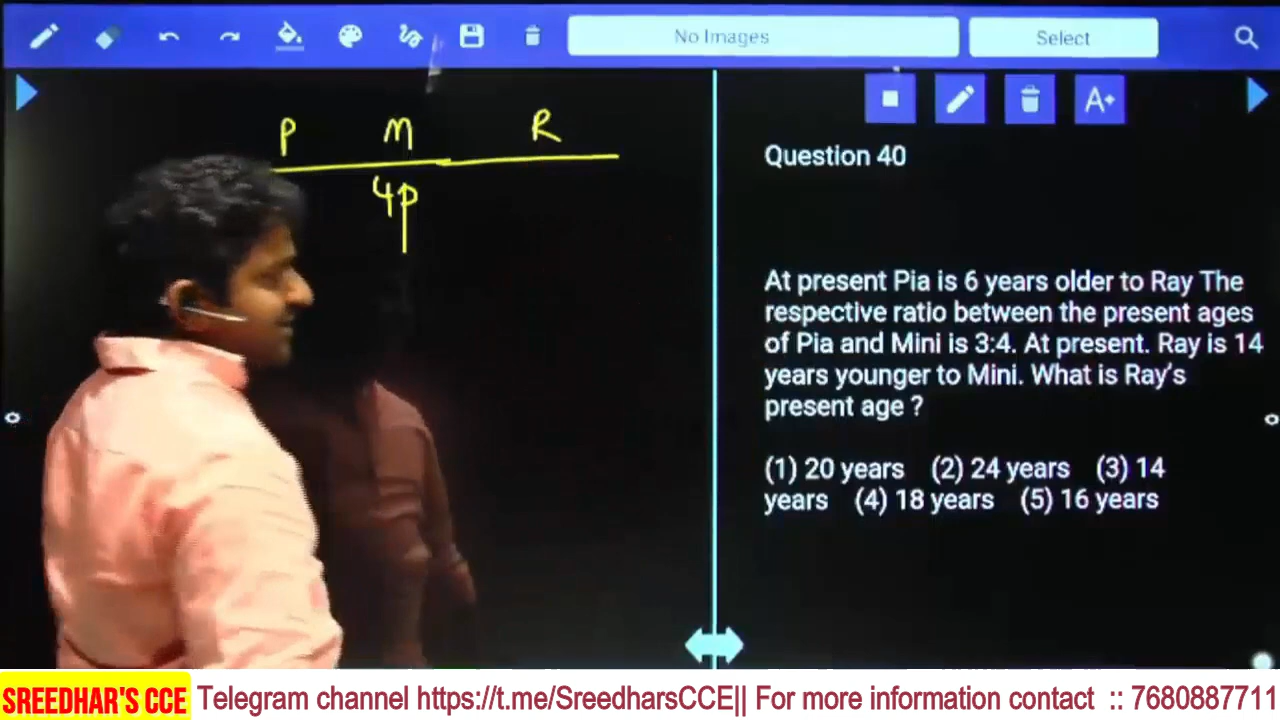 No Images
Select
P M R
4p
A+
Question 40
At present Pia is 6 years older to Ray The
respective ratio between the present ages
of Pia and Mini is 3:4. At present. Ray is 14
years younger to Mini. What is Ray's
present age ?
(1) 20 years (2) 24 years (3) 14
years (4) 18 years (5) 16 years
SREEDHAR'S CCE Telegram channel https://t.me/SreedharsCCE|| For more information contact :: 7680887711